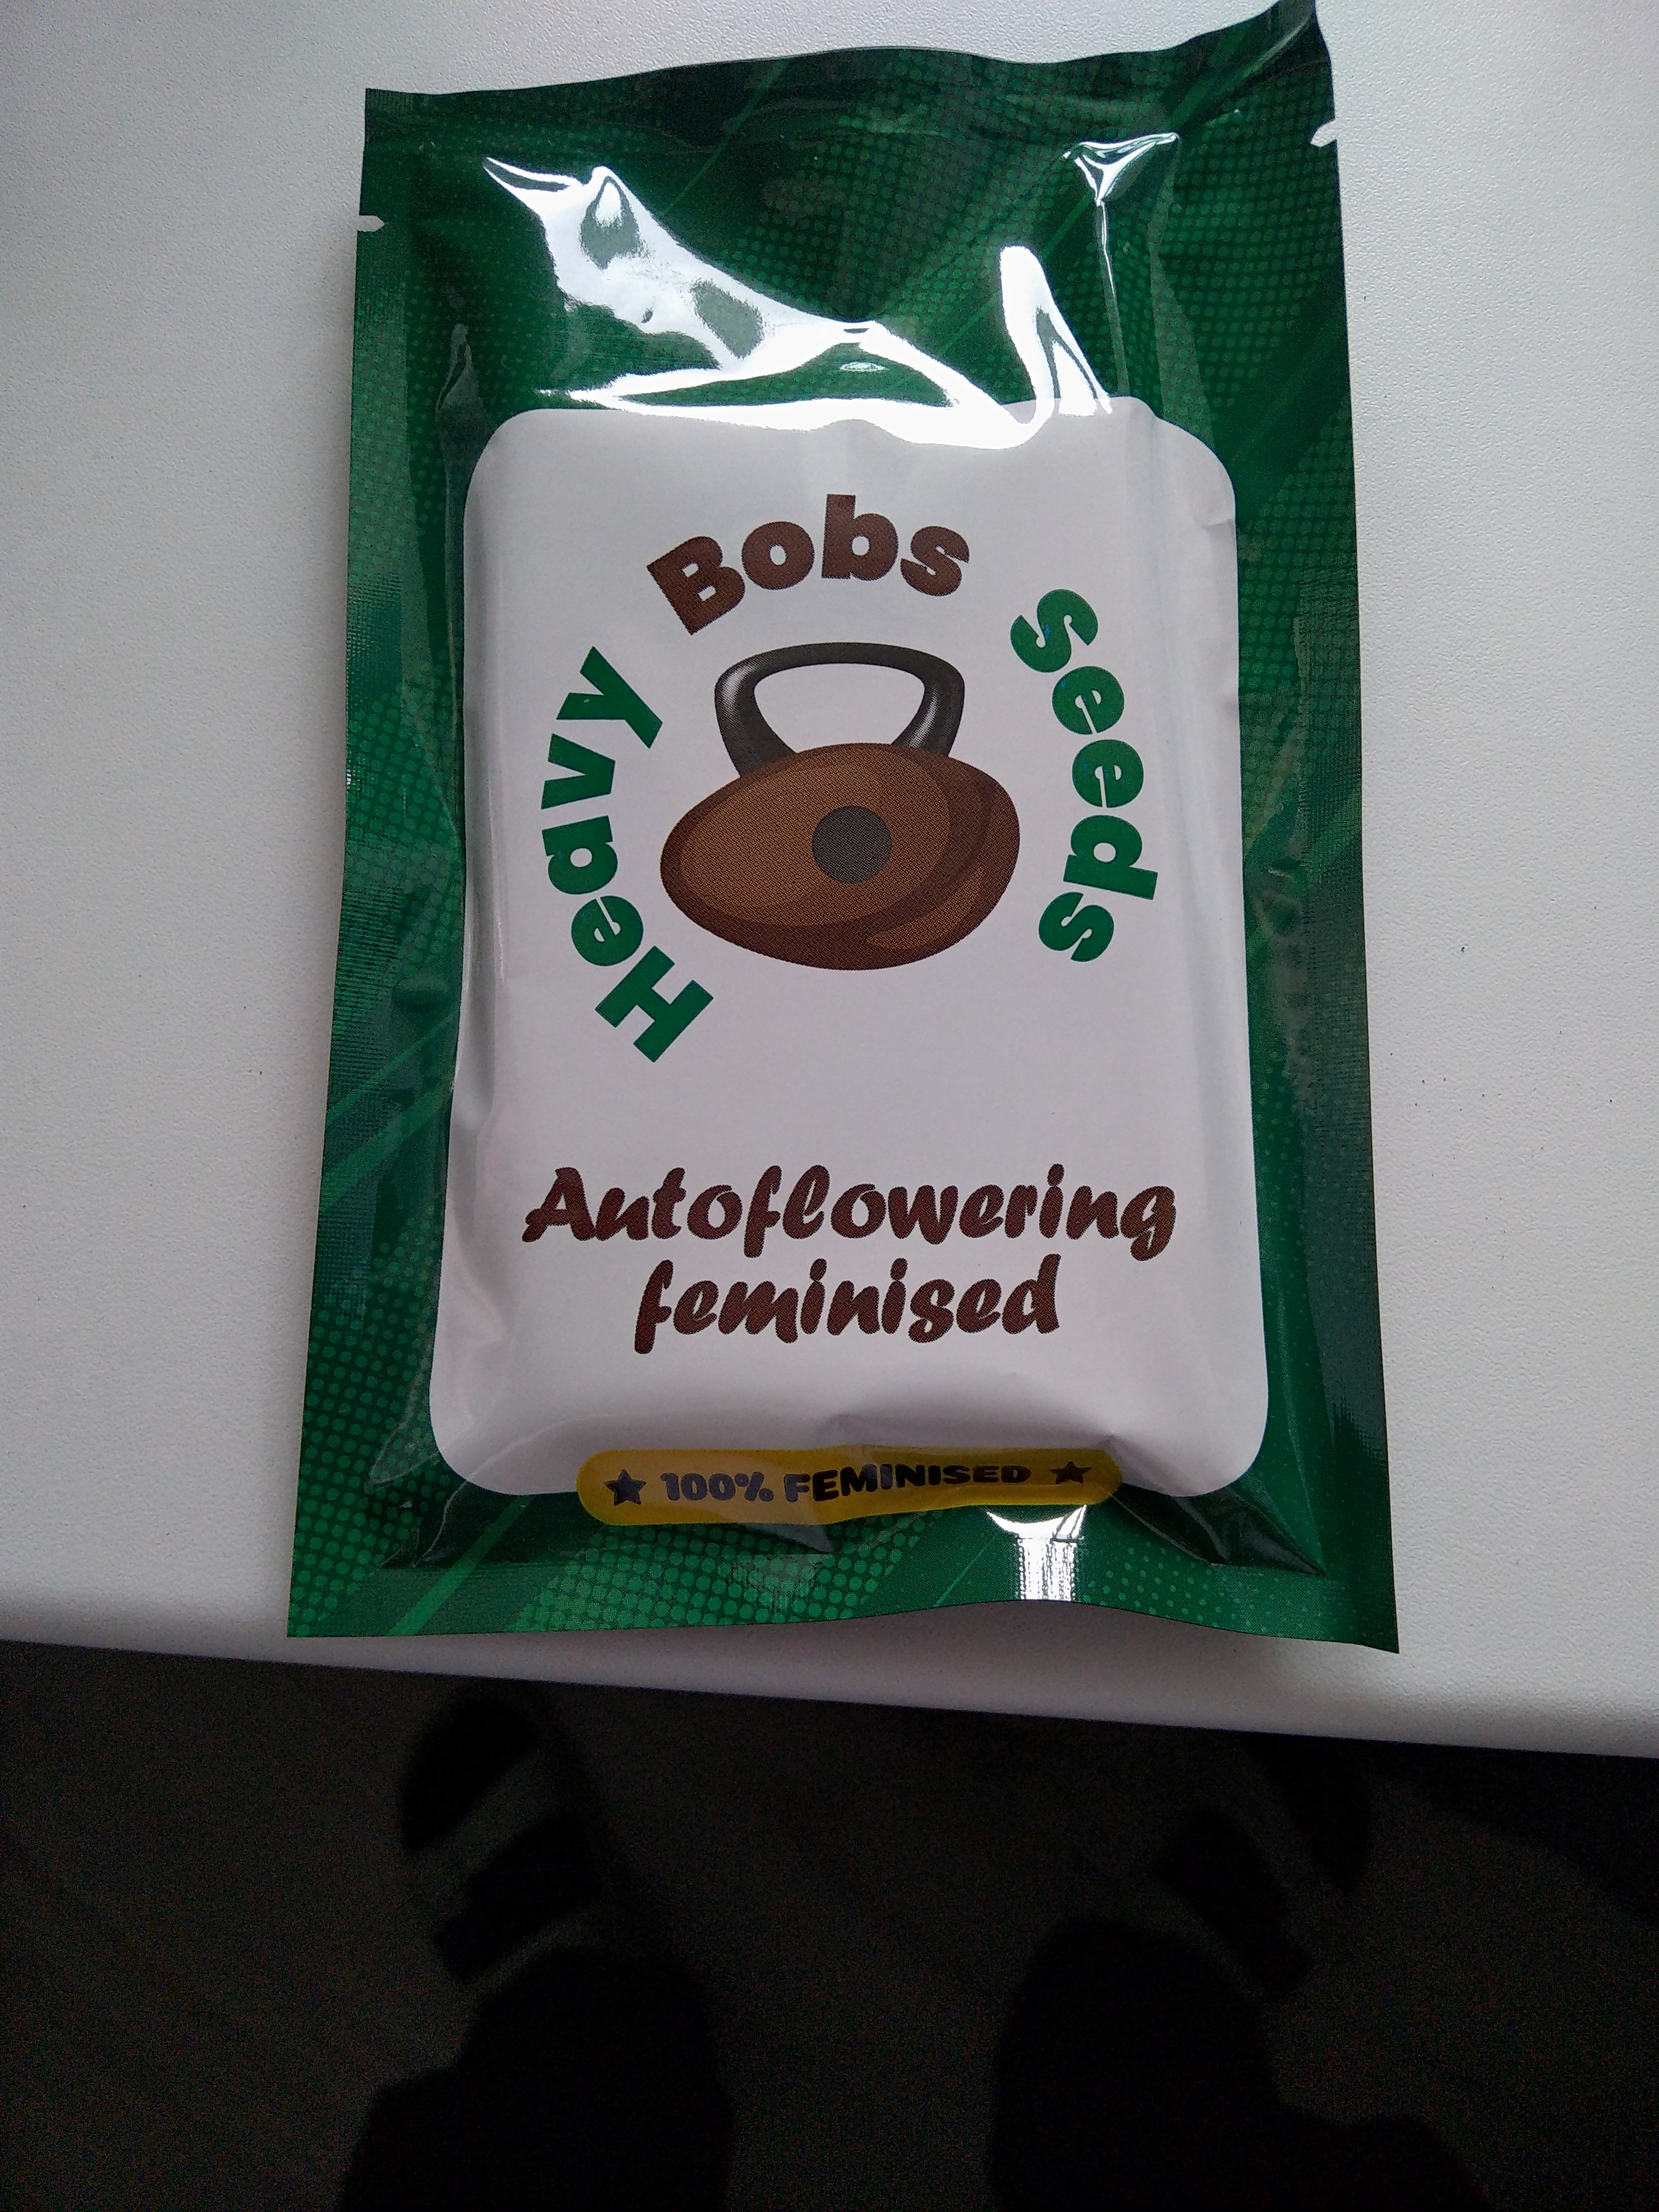 Heavy Bobs Seeds
Autoflowering
feminised
★ 100% FEMINISED ★